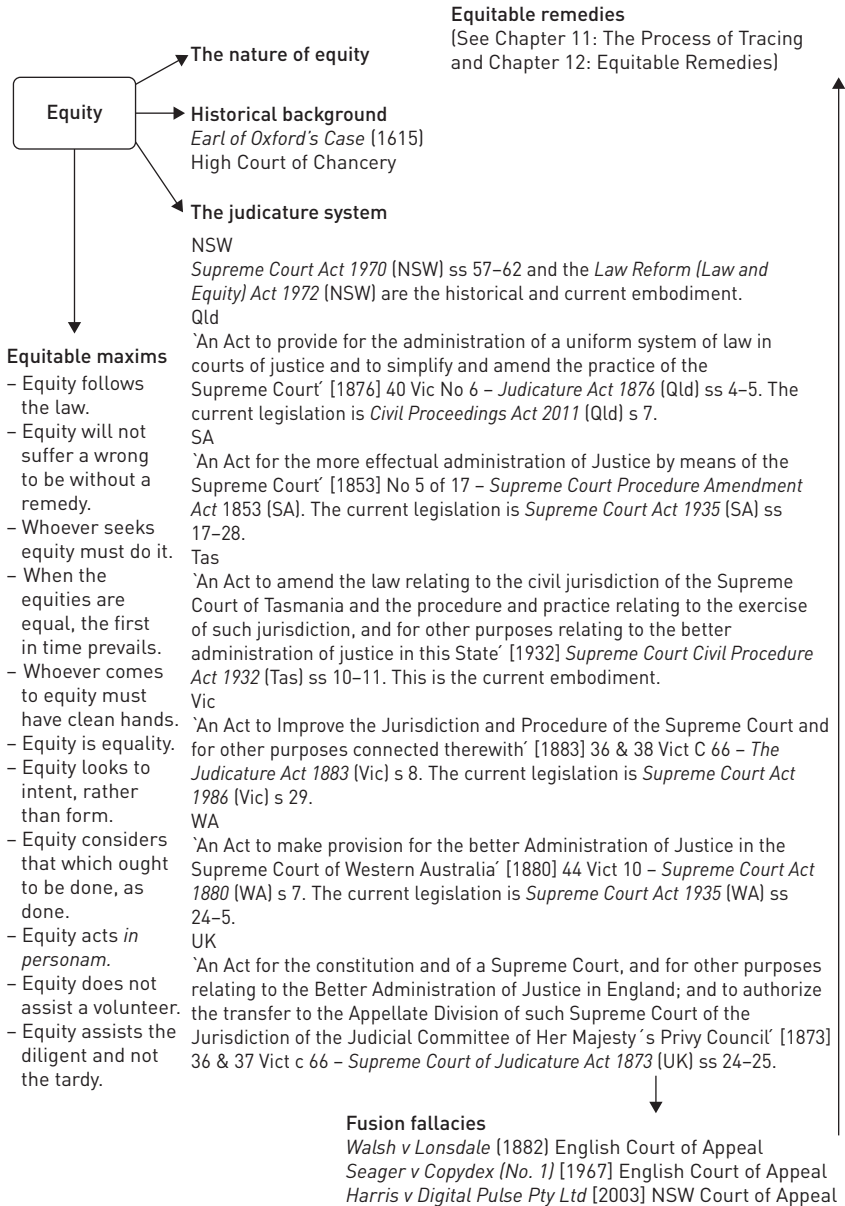 Equitable remedies
(See Chapter 11: The Process of Tracing
and Chapter 12: Equitable Remedies)
The nature of equity
Equity
Historical background
Earl of Oxford's Case (1615)
High Court of Chancery
The judicature system
NSW
Supreme Court Act 1970 (NSW) ss 57–62 and the Law Reform (Law and
Equity) Act 1972 (NSW) are the historical and current embodiment.
Qld
`An Act to provide for the administration of a uniform system of law in
courts of justice and to simplify and amend the practice of the
Supreme Court´ [1876] 40 Vic No 6 – Judicature Act 1876 (Qld) ss 4–5. The
current legislation is Civil Proceedings Act 2011 (Qld) s 7.
SA
`An Act for the more effectual administration of Justice by means of the
Supreme Court´ [1853] No 5 of 17 – Supreme Court Procedure Amendment
Act 1853 (SA). The current legislation is Supreme Court Act 1935 (SA) ss
17–28.
Tas
`An Act to amend the law relating to the civil jurisdiction of the Supreme
Court of Tasmania and the procedure and practice relating to the exercise
of such jurisdiction, and for other purposes relating to the better
administration of justice in this State´ [1932] Supreme Court Civil Procedure
Act 1932 (Tas) ss 10–11. This is the current embodiment.
Vic
`An Act to Improve the Jurisdiction and Procedure of the Supreme Court and
for other purposes connected therewith´ [1883] 36 & 38 Vict C 66 – The
Judicature Act 1883 (Vic) s 8. The current legislation is Supreme Court Act
1986 (Vic) s 29.
WA
`An Act to make provision for the better Administration of Justice in the
Supreme Court of Western Australia´ [1880] 44 Vict 10 – Supreme Court Act
1880 (WA) s 7. The current legislation is Supreme Court Act 1935 (WA) ss
24–5.
UK
`An Act for the constitution and of a Supreme Court, and for other purposes
relating to the Better Administration of Justice in England; and to authorize
the transfer to the Appellate Division of such Supreme Court of the
Jurisdiction of the Judicial Committee of Her Majesty´s Privy Council´ [1873]
36 & 37 Vict c 66 – Supreme Court of Judicature Act 1873 (UK) ss 24–25.
Equitable maxims
– Equity follows
the law.
– Equity will not
suffer a wrong
to be without a
remedy.
– Whoever seeks
equity must do it.
– When the
equities are
equal, the first
in time prevails.
– Whoever comes
to equity must
have clean hands.
– Equity is equality.
– Equity looks to
intent, rather
than form.
– Equity considers
that which ought
to be done, as
done.
– Equity acts in
personam.
– Equity does not
assist a volunteer.
– Equity assists the
diligent and not
the tardy.
Fusion fallacies
Walsh v Lonsdale (1882) English Court of Appeal
Seager v Copydex (No. 1) [1967] English Court of Appeal
Harris v Digital Pulse Pty Ltd [2003] NSW Court of Appeal